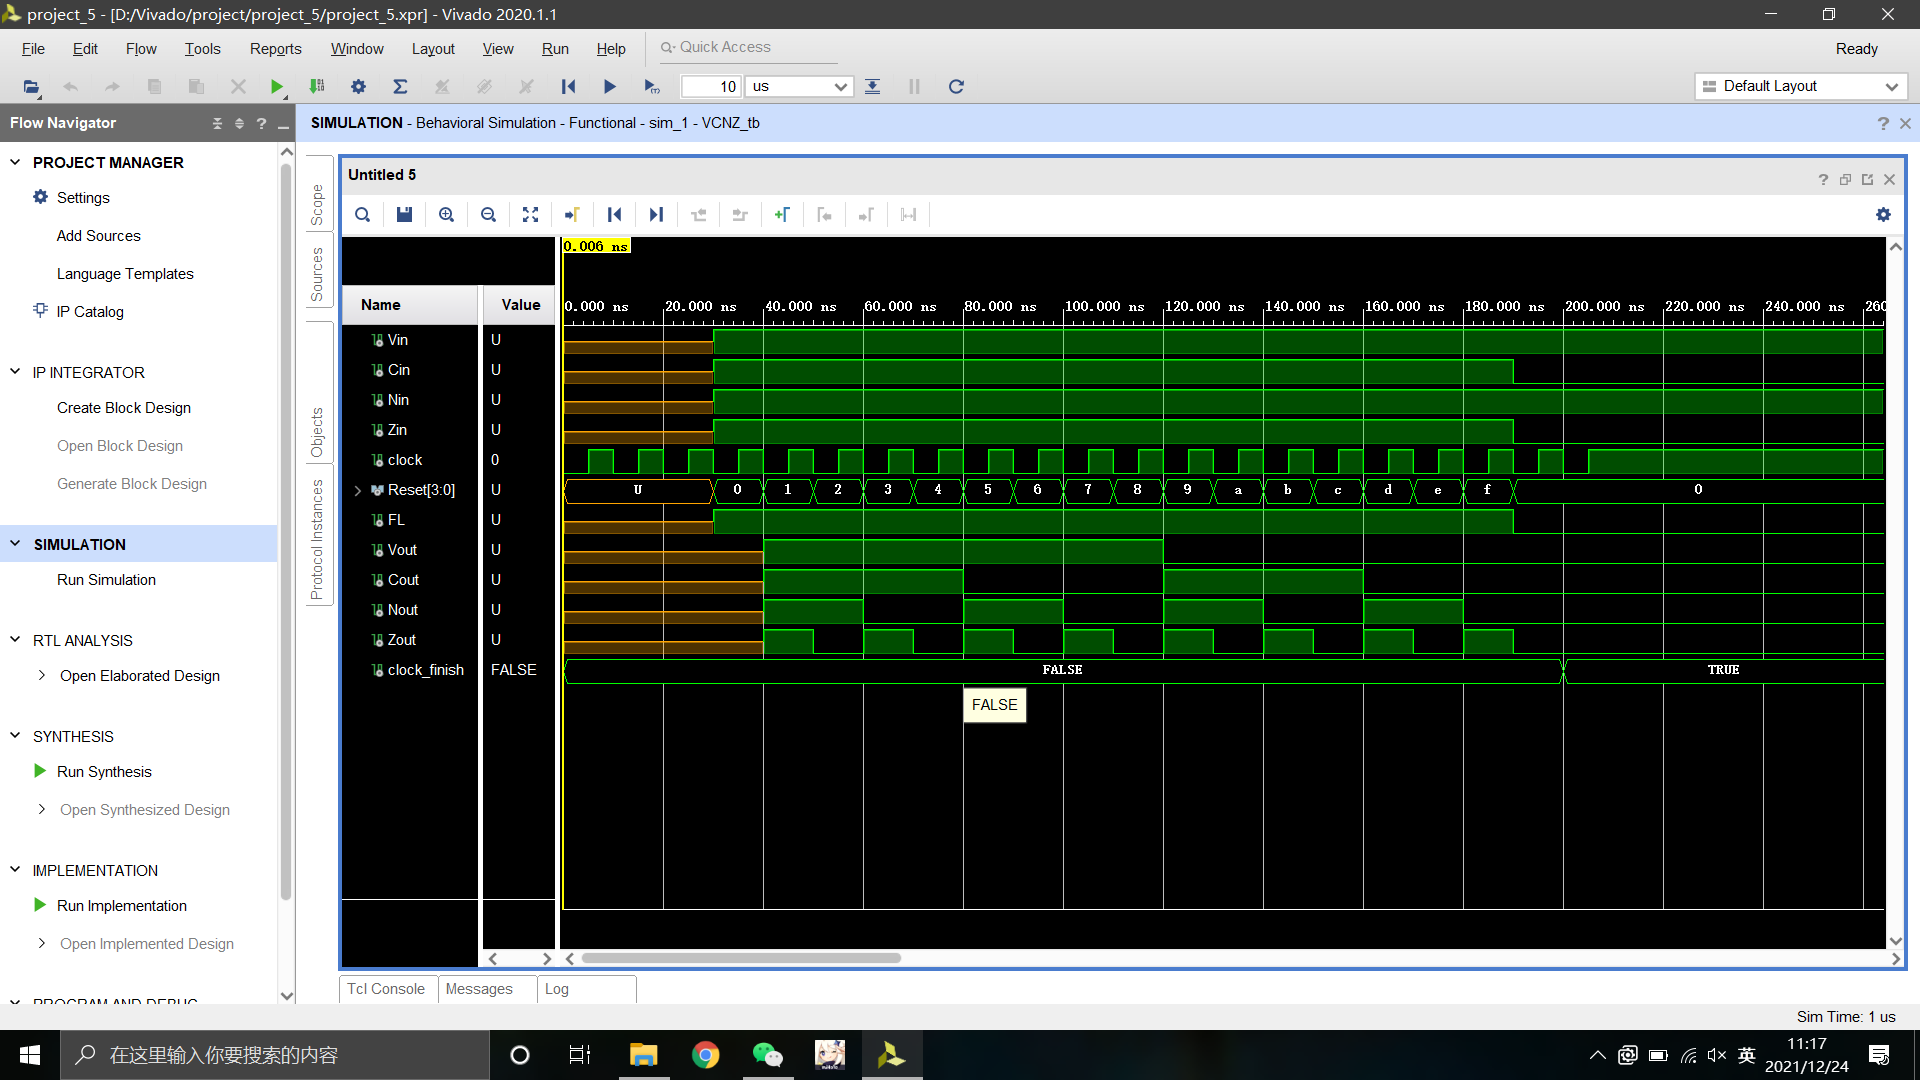 project_5 - [D:/Vivado/project/project_5/project_5.xpr] - Vivado 2020.1.1
File Edit Flow Tools Reports Window Layout View Run Help Quick Access Ready
10 us Default Layout
Flow Navigator
SIMULATION - Behavioral Simulation - Functional - sim_1 - VCNZ_tb
PROJECT MANAGER
Settings
Add Sources
Language Templates
IP Catalog
IP INTEGRATOR
Create Block Design
Open Block Design
Generate Block Design
SIMULATION
Run Simulation
RTL ANALYSIS
Open Elaborated Design
SYNTHESIS
Run Synthesis
Open Synthesized Design
IMPLEMENTATION
Run Implementation
Open Implemented Design
PROGRAM AND DEBUG
Scope
Sources
Objects
Protocol Instances
Untitled 5
0.006 ns
Name Value
0.000 ns 20.000 ns 40.000 ns 60.000 ns 80.000 ns 100.000 ns 120.000 ns 140.000 ns 160.000 ns 180.000 ns 200.000 ns 220.000 ns 240.000 ns 260
Vin U
Cin U
Nin U
Zin U
clock 0
Reset[3:0] U U 0 1 2 3 4 5 6 7 8 9 a b c d e f 0
FL U
Vout U
Cout U
Nout U
Zout U
clock_finish FALSE FALSE TRUE
FALSE
Tcl Console Messages Log
Sim Time: 1 us
在这里输入你要搜索的内容
英
11:17
2021/12/24